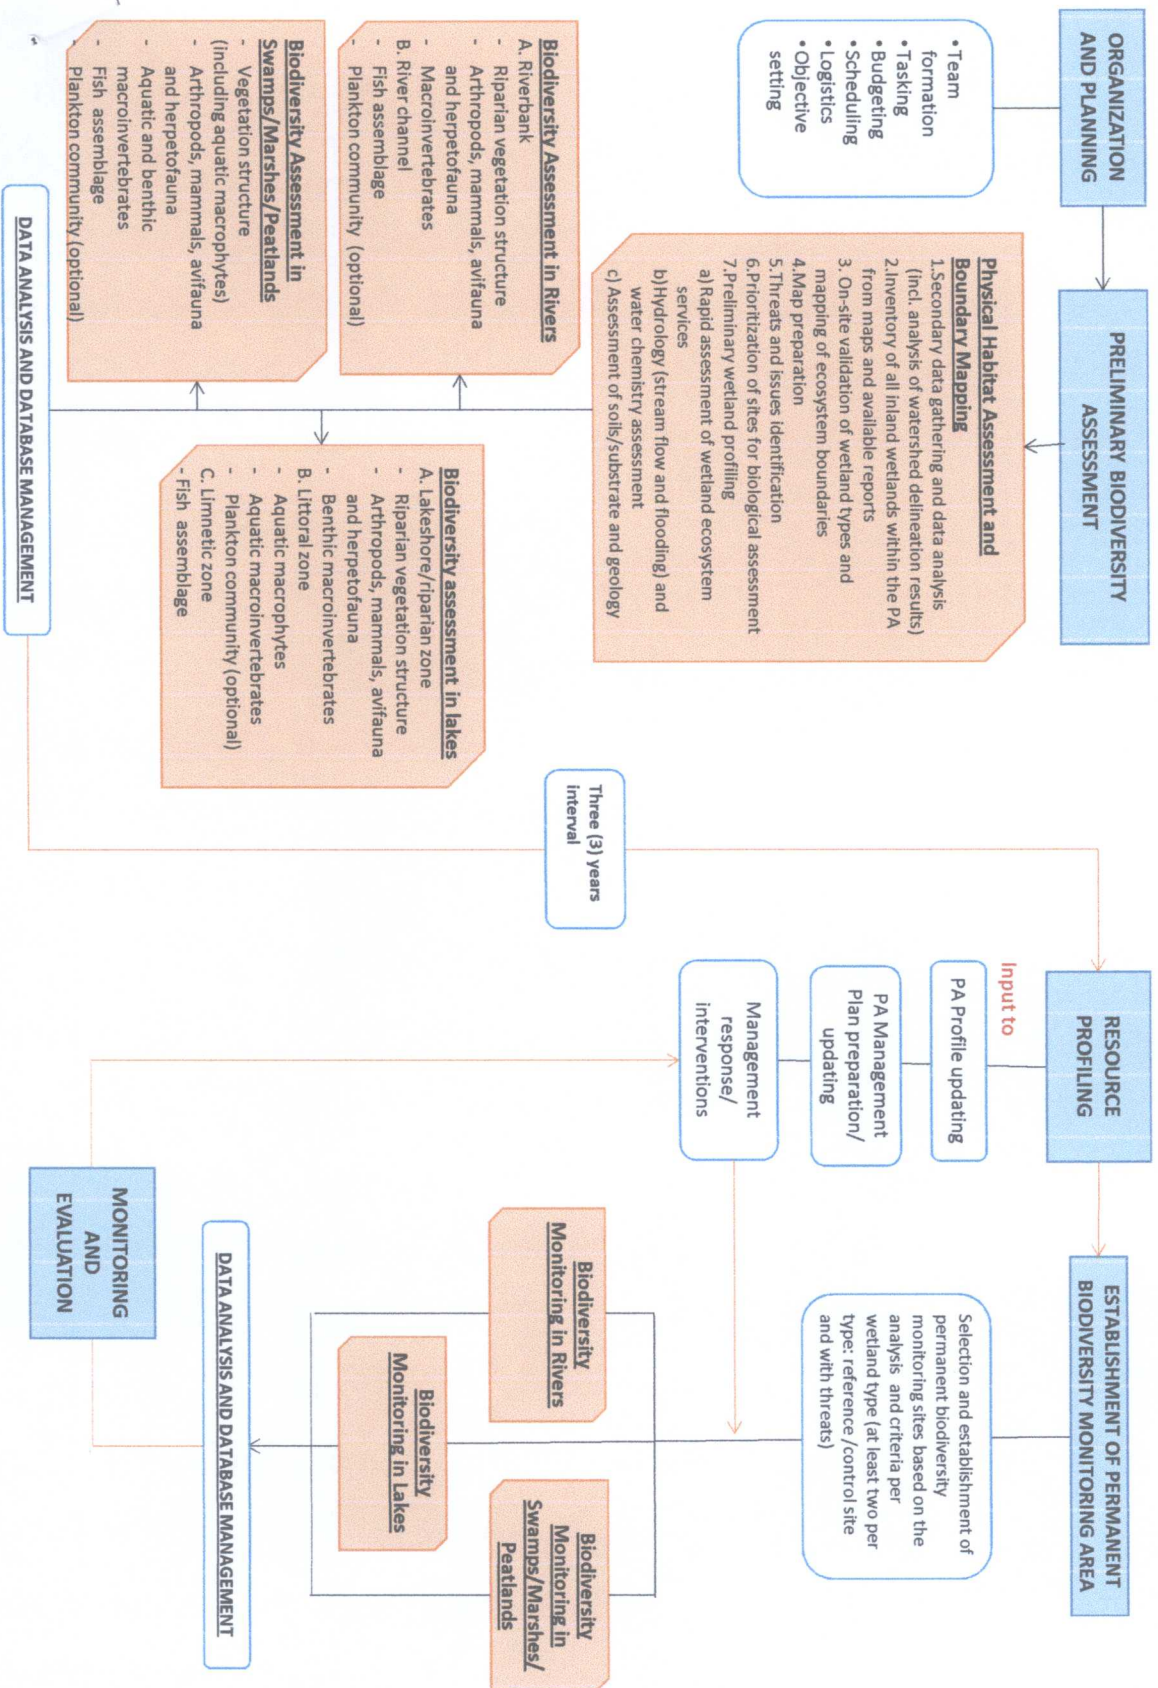 ORGANIZATION
AND PLANNING
•Team
formation
•Tasking
•Budgeting
•Scheduling
•Logistics
•Objective
setting
PRELIMINARY BIODIVERSITY
ASSESSMENT
Physical Habitat Assessment and
Boundary Mapping
1.Secondary data gathering and data analysis
(incl. analysis of watershed delineation results)
2.Inventory of all inland wetlands within the PA
from maps and available reports
3. On-site validation of wetland types and
mapping of ecosystem boundaries
4.Map preparation
5.Threats and issues identification
6.Prioritization of sites for biological assessment
7.Preliminary wetland profiling
a) Rapid assessment of wetland ecosystem
services
b)Hydrology (stream flow and flooding) and
water chemistry assessment
c) Assessment of soils/substrate and geology
Biodiversity Assessment in Rivers
A. Riverbank
- Riparian vegetation structure
- Arthropods, mammals, avifauna
and herpetofauna
- Macroinvertebrates
B. River channel
- Fish assemblage
- Plankton community (optional)
Biodiversity Assessment in
Swamps/Marshes/Peatlands
- Vegetation structure
(including aquatic macrophytes)
- Arthropods, mammals, avifauna
and herpetofauna
- Aquatic and benthic
macroinvertebrates
- Fish assemblage
- Plankton community (optional)
Biodiversity assessment in lakes
A. Lakeshore/riparian zone
- Riparian vegetation structure
- Arthropods, mammals, avifauna
and herpetofauna
- Benthic macroinvertebrates
B. Littoral zone
- Aquatic macrophytes
- Aquatic macroinvertebrates
- Plankton community (optional)
C. Limnetic zone
- Fish assemblage
DATA ANALYSIS AND DATABASE MANAGEMENT
Three (3) years
interval
RESOURCE
PROFILING
Input to
PA Profile updating
PA Management
Plan preparation/
updating
Management
response/
interventions
ESTABLISHMENT OF PERMANENT
BIODIVERSITY MONITORING AREA
Selection and establishment of
permanent biodiversity
monitoring sites based on the
analysis and criteria per
wetland type (at least two per
type: reference /control site
and with threats)
Biodiversity
Monitoring in Rivers
Biodiversity
Monitoring in
Swamps/Marshes/
Peatlands
Biodiversity
Monitoring in Lakes
DATA ANALYSIS AND DATABASE MANAGEMENT
MONITORING
AND
EVALUATION